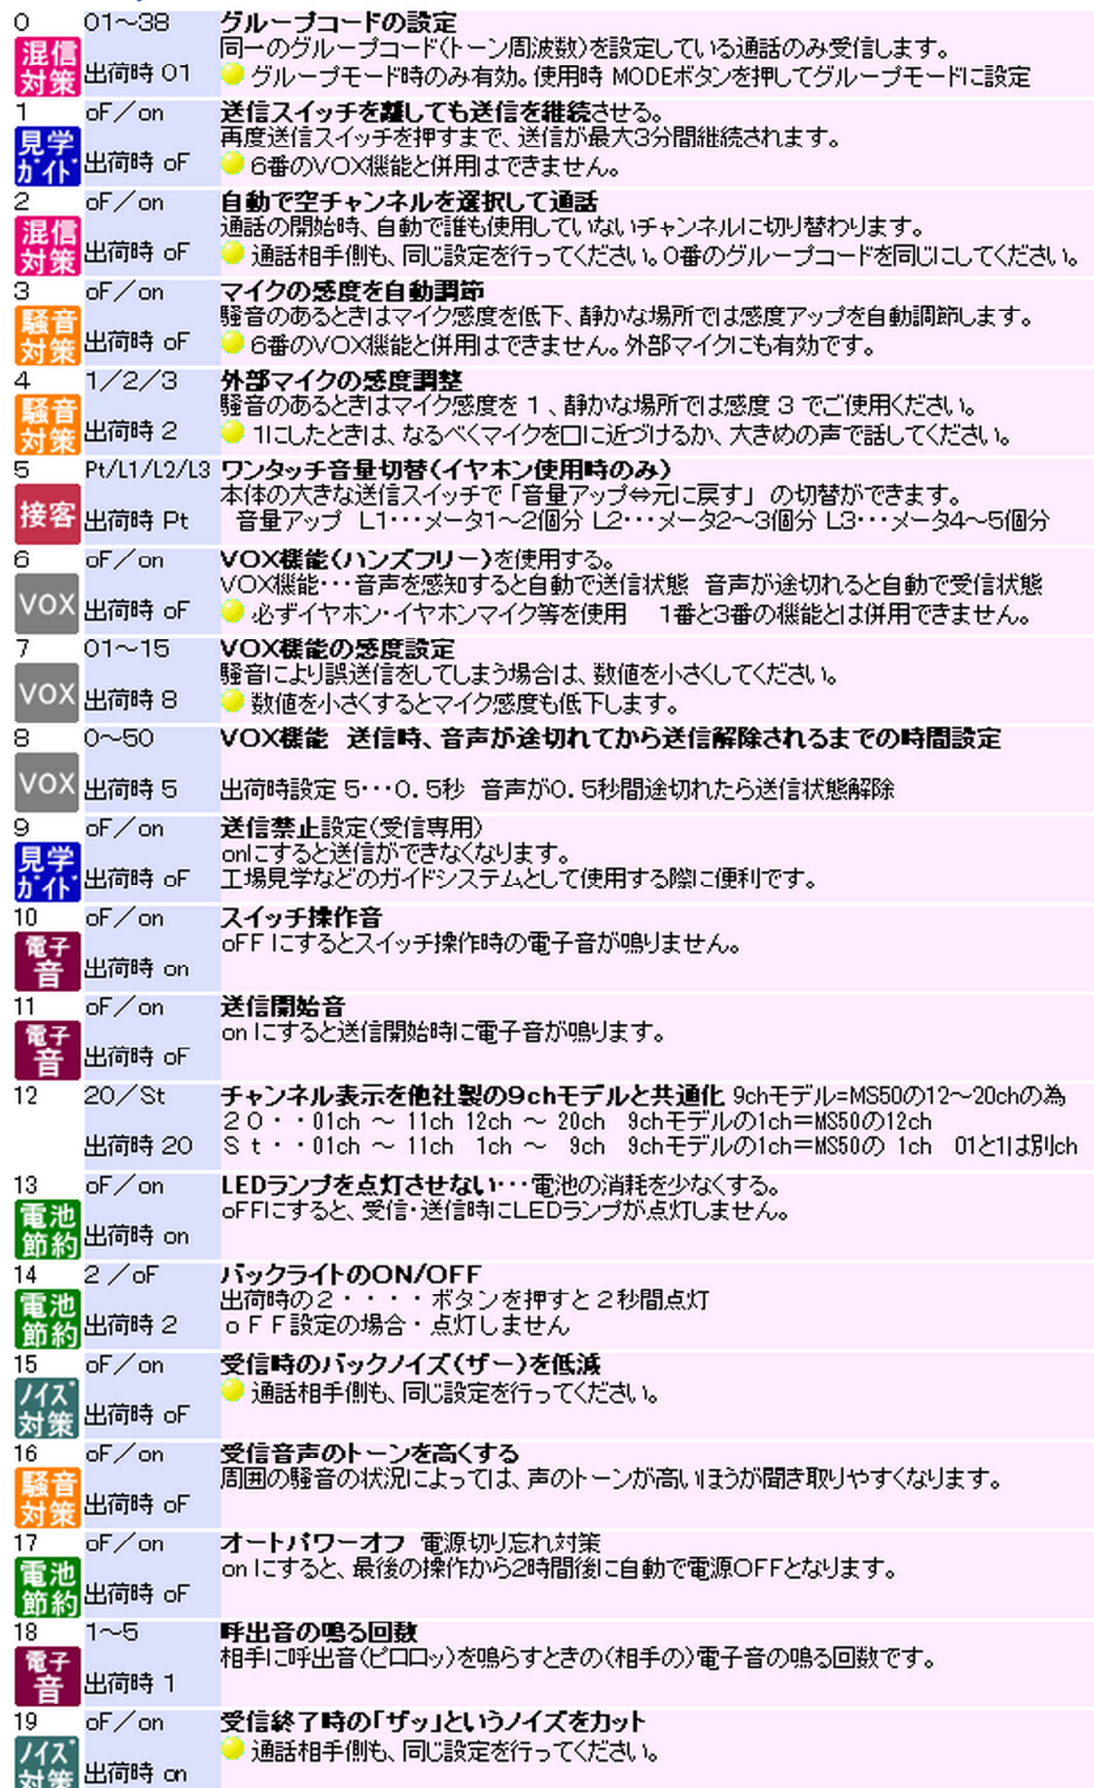 0 01～38 グループコードの設定
混信対策 出荷時 01 同一のグループコード(トーン周波数)を設定している通話のみ受信します。
グループモード時のみ有効。使用時 MODEボタンを押してグループモードに設定
1 oF／on 送信スイッチを離しても送信を継続させる。
見学ガイド 出荷時 oF 再度送信スイッチを押すまで、送信が最大3分間継続されます。
6番のVOX機能と併用はできません。
2 oF／on 自動で空チャンネルを選択して通話
混信対策 出荷時 oF 通話の開始時、自動で誰も使用していないチャンネルに切り替わります。
通話相手側も、同じ設定を行ってください。0番のグループコードを同じにしてください。
3 oF／on マイクの感度を自動調節
騒音対策 出荷時 oF 騒音のあるときはマイク感度を低下、静かな場所では感度アップを自動調節します。
6番のVOX機能と併用はできません。外部マイクにも有効です。
4 1／2／3 外部マイクの感度調整
騒音対策 出荷時 2 騒音のあるときはマイク感度を 1 、静かな場所では感度 3 でご使用ください。
1にしたときは、なるべくマイクを口に近づけるか、大きめの声で話してください。
5 Pt/L1/L2/L3 ワンタッチ音量切替(イヤホン使用時のみ)
接客 出荷時 Pt 本体の大きな送信スイッチで「音量アップ⇔元に戻す」 の切替ができます。
音量アップ L1・・・メータ1～2個分 L2・・・メータ2～3個分 L3・・・メータ4～5個分
6 oF／on VOX機能(ハンズフリー)を使用する。
VOX 出荷時 oF VOX機能・・・音声を感知すると自動で送信状態 音声が途切れると自動で受信状態
必ずイヤホン・イヤホンマイク等を使用 1番と3番の機能とは併用できません。
7 01～15 VOX機能の感度設定
VOX 出荷時 8 騒音により誤送信をしてしまう場合は、数値を小さくしてください。
数値を小さくするとマイク感度も低下します。
8 0～50 VOX機能 送信時、音声が途切れてから送信解除されるまでの時間設定
VOX 出荷時 5 出荷時設定 5・・・0．5秒 音声が0．5秒間途切れたら送信状態解除
9 oF／on 送信禁止設定(受信専用)
見学ガイド 出荷時 oF onにすると送信ができなくなります。
工場見学などのガイドシステムとして使用する際に便利です。
10 oF／on スイッチ操作音
電子音 出荷時 on oFFにするとスイッチ操作時の電子音が鳴りません。
11 oF／on 送信開始音
電子音 出荷時 oF onにすると送信開始時に電子音が鳴ります。
12 20／St チャンネル表示を他社製の9chモデルと共通化 9chモデル=MS50の12～20chの為
２０・・01ch ～ 11ch 12ch ～ 20ch 9chモデルの1ch＝MS50の12ch
出荷時 20 Ｓｔ・・01ch ～ 11ch 1ch ～ 9ch 9chモデルの1ch＝MS50の 1ch 01と1は別ch
13 oF／on LEDランプを点灯させない・・・電池の消耗を少なくする。
電池節約 出荷時 on oFFにすると、受信・送信時にLEDランプが点灯しません。
14 2 ／oF バックライトのON/OFF
電池節約 出荷時 2 出荷時の２・・・・ボタンを押すと２秒間点灯
ｏＦＦ設定の場合・点灯しません
15 oF／on 受信時のバックノイズ(ザー)を低減
ノイズ対策 出荷時 oF 通話相手側も、同じ設定を行ってください。
16 oF／on 受信音声のトーンを高くする
騒音対策 出荷時 oF 周囲の騒音の状況によっては、声のトーンが高いほうが聞き取りやすくなります。
17 oF／on オートパワーオフ 電源切り忘れ対策
電池節約 出荷時 oF onにすると、最後の操作から2時間後に自動で電源OFFとなります。
18 1～5 呼出音の鳴る回数
電子音 出荷時 1 相手に呼出音(ピロロッ)を鳴らすときの(相手の)電子音の鳴る回数です。
19 oF／on 受信終了時の「ザッ」というノイズをカット
ノイズ対策 出荷時 on 通話相手側も、同じ設定を行ってください。